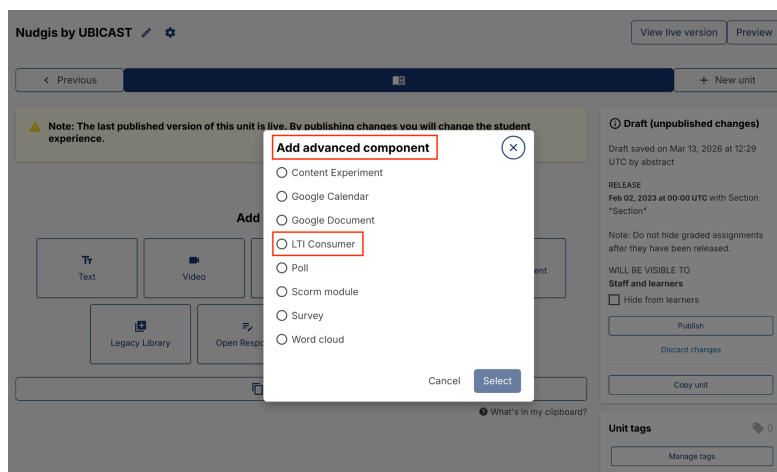 Nudgis by UBICAST
View live version
Preview
< Previous
+ New unit
Note: The last published version of this unit is live. By publishing changes you will change the student
experience.
Add advanced component
Content Experiment
Google Calendar
Google Document
LTI Consumer
Poll
Scorm module
Survey
Word cloud
Cancel
Select
Add
Text
Video
ent
Legacy Library
Open Respo
What's in my clipboard?
Draft (unpublished changes)
Draft saved on Mar 13, 2026 at 12:29
UTC by abstract
RELEASE
Feb 02, 2023 at 00:00 UTC with Section
"Section"
Note: Do not hide graded assignments
after they have been released.
WILL BE VISIBLE TO
Staff and learners
Hide from learners
Publish
Discard changes
Copy unit
Unit tags
0
Manage tags